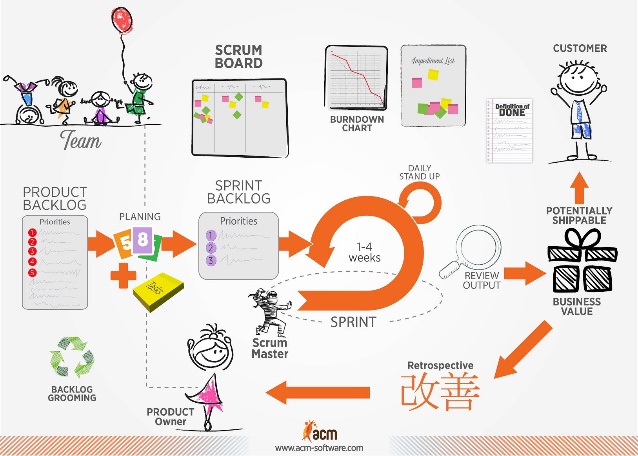 SCRUM
BOARD
BURNDOWN
CHART
Impediment List
CUSTOMER
Definition of
DONE
Team
PRODUCT
BACKLOG
Priorities
1
2
3
4
5
PLANING
5 8
SPRINT
BACKLOG
Priorities
1
2
3
DAILY
STAND UP
1-4
weeks
SPRINT
Scrum
Master
REVIEW
OUTPUT
POTENTIALLY
SHIPPABLE
BUSINESS
VALUE
Retrospective
改善
BACKLOG
GROOMING
PRODUCT
Owner
acm
www.acm-software.com